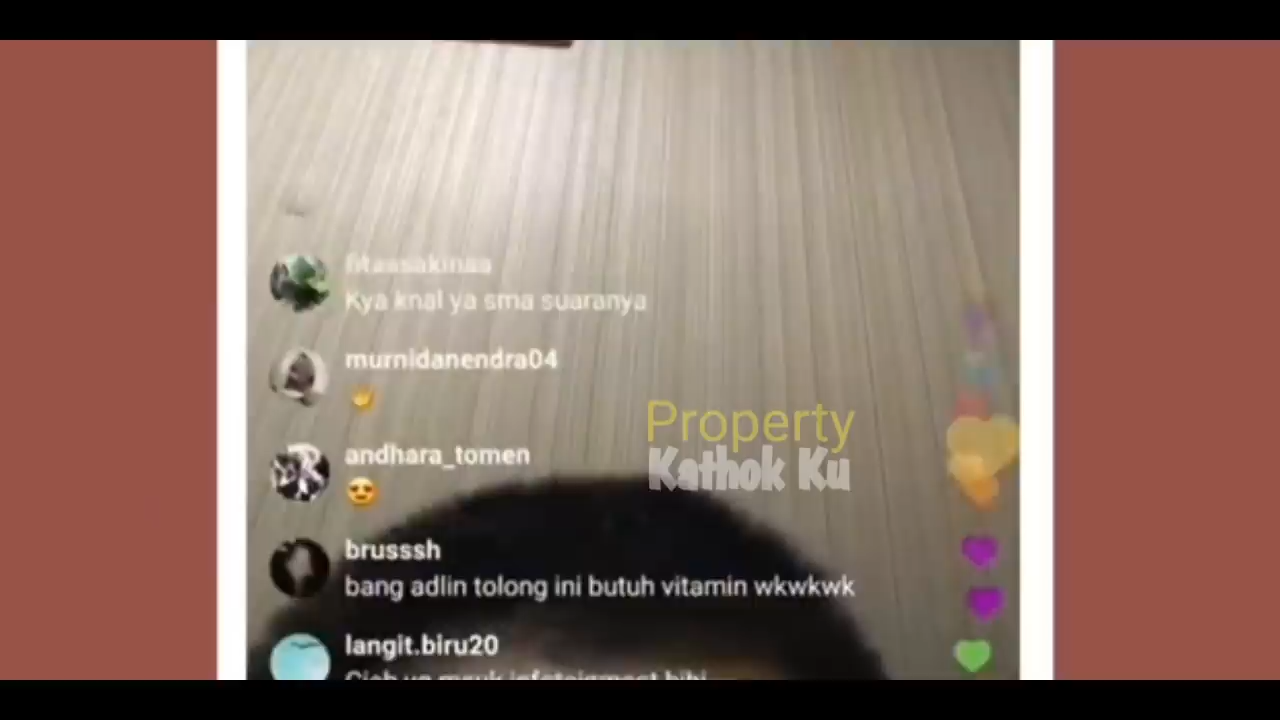 fitaasakinaa
Kya knal ya sma suaranya
murnidanendra04
andhara_tomen
Property
Kathok Ku
brusssh
bang adlin tolong ini butuh vitamin wkwkwk
langit.biru20